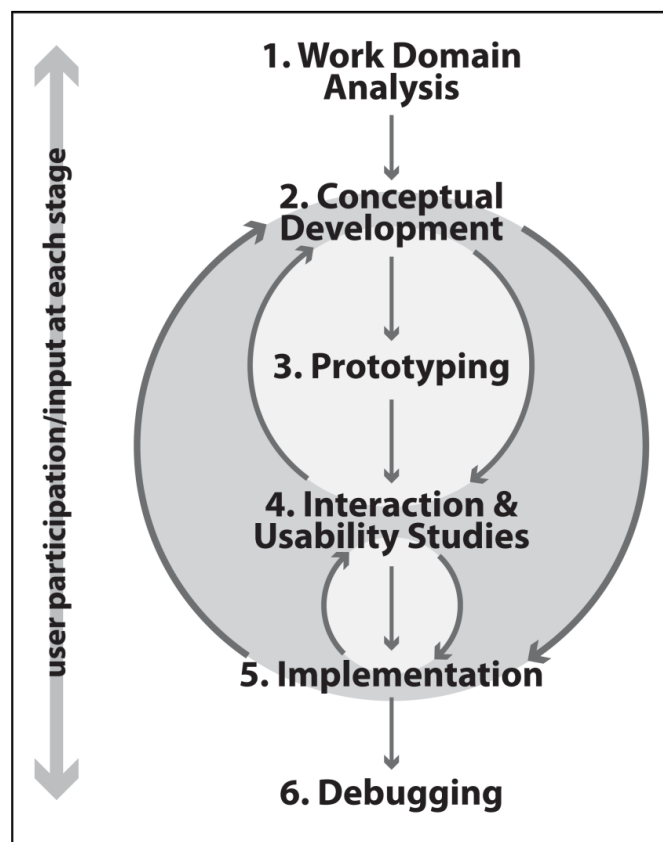 1. Work Domain
Analysis
2. Conceptual
Development
3. Prototyping
4. Interaction &
Usability Studies
5. Implementation
6. Debugging
user participation/input at each stage